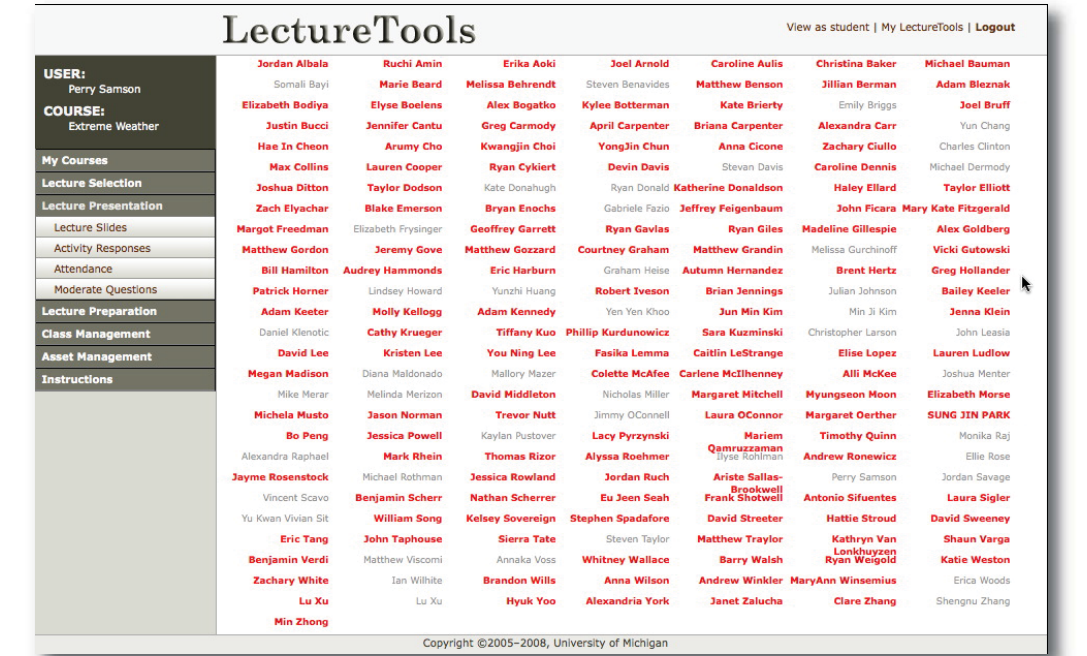 LectureTools
View as student | My LectureTools | Logout
USER:
Perry Samson
COURSE:
Extreme Weather
My Courses
Lecture Selection
Lecture Presentation
Lecture Slides
Activity Responses
Attendance
Moderate Questions
Lecture Preparation
Class Management
Asset Management
Instructions
Jordan Albala Ruchi Amin Erika Aoki Joel Arnold Caroline Aulis Christina Baker Michael Bauman
Somali Bayi Marie Beard Melissa Behrendt Steven Benavides Matthew Benson Jillian Berman Adam Bleznak
Elizabeth Bodiya Elyse Boelens Alex Bogatko Kylee Botterman Kate Brierty Emily Briggs Joel Bruff
Justin Bucci Jennifer Cantu Greg Carmody April Carpenter Briana Carpenter Alexandra Carr Yun Chang
Hae In Cheon Arumy Cho Kwangjin Choi YongJin Chun Anna Cicone Zachary Ciullo Charles Clinton
Max Collins Lauren Cooper Ryan Cykiert Devin Davis Stevan Davis Caroline Dennis Michael Dermody
Joshua Ditton Taylor Dodson Kate Donahugh Ryan Donald Katherine Donaldson Haley Ellard Taylor Elliott
Zach Elyachar Blake Emerson Bryan Enochs Gabriele Fazio Jeffrey Feigenbaum John Ficara Mary Kate Fitzgerald
Margot Freedman Elizabeth Frysinger Geoffrey Garrett Ryan Gavlas Ryan Giles Madeline Gillespie Alex Goldberg
Matthew Gordon Jeremy Gove Matthew Gozzard Courtney Graham Matthew Grandin Melissa Gurchinoff Vicki Gutowski
Bill Hamilton Audrey Hammonds Eric Harburn Graham Heise Autumn Hernandez Brent Hertz Greg Hollander
Patrick Horner Lindsey Howard Yunzhi Huang Robert Iveson Brian Jennings Julian Johnson Bailey Keeler
Adam Keeter Molly Kellogg Adam Kennedy Yen Yen Khoo Jun Min Kim Min Ji Kim Jenna Klein
Daniel Klenotic Cathy Krueger Tiffany Kuo Phillip Kurdunowicz Sara Kuzminski Christopher Larson John Leasia
David Lee Kristen Lee You Ning Lee Fasika Lemma Caitlin LeStrange Elise Lopez Lauren Ludlow
Megan Madison Diana Maldonado Mallory Mazer Colette McAfee Carlene McIlhenney Alli McKee Joshua Menter
Mike Merar Melinda Merizon David Middleton Nicholas Miller Margaret Mitchell Myungseon Moon Elizabeth Morse
Michela Musto Jason Norman Trevor Nutt Jimmy OConnell Laura OConnor Margaret Oerther SUNG JIN PARK
Bo Peng Jessica Powell Kaylan Pustover Lacy Pyrzynski Mariem Qamruzzaman Timothy Quinn Monika Raj
Alexandra Raphael Mark Rhein Thomas Rizor Alyssa Roehmer Ilyse Rohlman Andrew Ronewicz Ellie Rose
Jayme Rosenstock Michael Rothman Jessica Rowland Jordan Ruch Ariste Sallas-Brookwell Perry Samson Jordan Savage
Vincent Scavo Benjamin Scherr Nathan Scherrer Eu Jeen Seah Frank Shotwell Antonio Sifuentes Laura Sigler
Yu Kwan Vivian Sit William Song Kelsey Sovereign Stephen Spadafore David Streeter Hattie Stroud David Sweeney
Eric Tang John Taphouse Sierra Tate Steven Taylor Matthew Traylor Kathryn Van Lonkhuyzen Shaun Varga
Benjamin Verdi Matthew Viscomi Annaka Voss Whitney Wallace Barry Walsh Ryan Weigold Katie Weston
Zachary White Ian Wilhite Brandon Wills Anna Wilson Andrew Winkler MaryAnn Winsemius Erica Woods
Lu Xu Lu Xu Hyuk Yoo Alexandria York Janet Zalucha Clare Zhang Shengnu Zhang
Min Zhong
Copyright ©2005–2008, University of Michigan